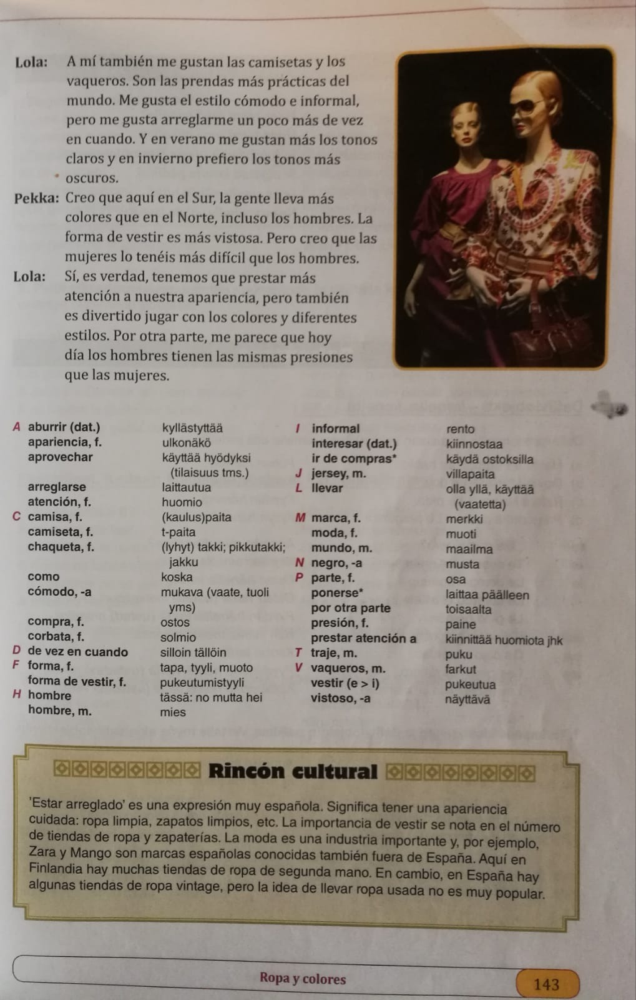 Lola: A mí también me gustan las camisetas y los
vaqueros. Son las prendas más prácticas del
mundo. Me gusta el estilo cómodo e informal,
pero me gusta arreglarme un poco más de vez
en cuando. Y en verano me gustan más los tonos
claros y en invierno prefiero los tonos más
oscuros.
Pekka: Creo que aquí en el Sur, la gente lleva más
colores que en el Norte, incluso los hombres. La
forma de vestir es más vistosa. Pero creo que las
mujeres lo tenéis más difícil que los hombres.
Lola: Sí, es verdad, tenemos que prestar más
atención a nuestra apariencia, pero también
es divertido jugar con los colores y diferentes
estilos. Por otra parte, me parece que hoy
día los hombres tienen las mismas presiones
que las mujeres.
A aburrir (dat.) kyllästyttää
apariencia, f. ulkonäkö
aprovechar käyttää hyödyksi
(tilaisuus tms.)
arreglarse laittautua
atención, f. huomio
C camisa, f. (kaulus)paita
camiseta, f. t-paita
chaqueta, f. (lyhyt) takki; pikkutakki;
jakku
como koska
cómodo, -a mukava (vaate, tuoli
yms)
compra, f. ostos
corbata, f. solmio
D de vez en cuando silloin tällöin
F forma, f. tapa, tyyli, muoto
forma de vestir, f. pukeutumistyyli
H hombre tässä: no mutta hei
hombre, m. mies
I informal rento
interesar (dat.) kiinnostaa
ir de compras* käydä ostoksilla
J jersey, m. villapaita
L llevar olla yllä, käyttää
(vaatetta)
M marca, f. merkki
moda, f. muoti
mundo, m. maailma
N negro, -a musta
P parte, f. osa
ponerse* laittaa päälleen
por otra parte toisaalta
presión, f. paine
prestar atención a kiinnittää huomiota jhk
T traje, m. puku
V vaqueros, m. farkut
vestir (e > i) pukeutua
vistoso, -a näyttävä
Rincón cultural
'Estar arreglado' es una expresión muy española. Significa tener una apariencia
cuidada: ropa limpia, zapatos limpios, etc. La importancia de vestir se nota en el número
de tiendas de ropa y zapaterías. La moda es una industria importante y, por ejemplo,
Zara y Mango son marcas españolas conocidas también fuera de España. Aquí en
Finlandia hay muchas tiendas de ropa de segunda mano. En cambio, en España hay
algunas tiendas de ropa vintage, pero la idea de llevar ropa usada no es muy popular.
Ropa y colores
143